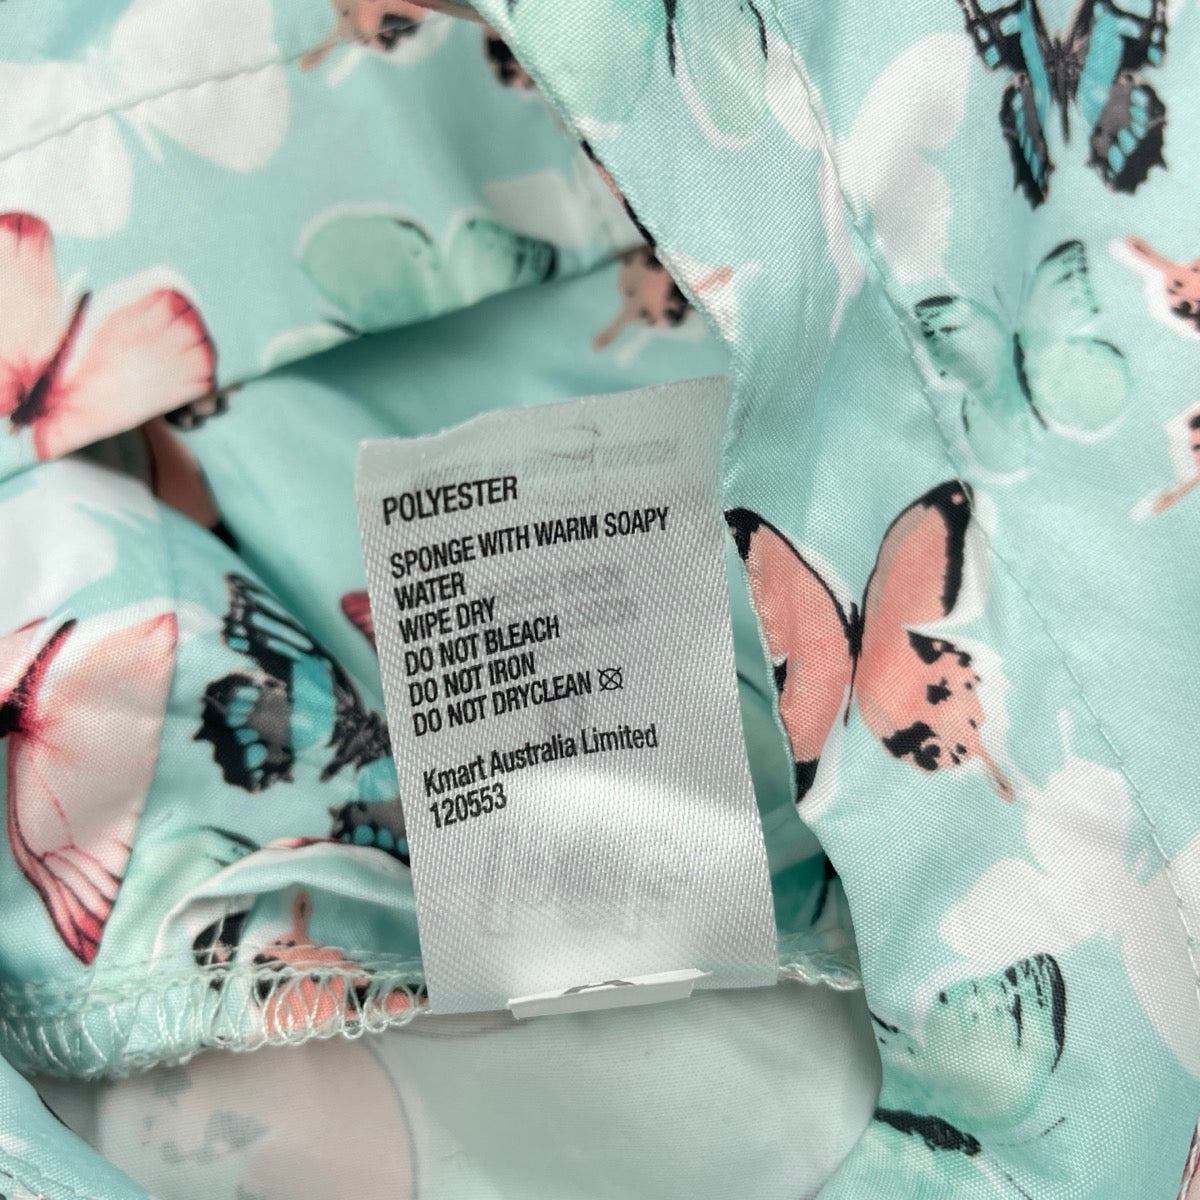 POLYESTER
SPONGE WITH WARM SOAPY
WATER
WIPE DRY
DO NOT BLEACH
DO NOT IRON
DO NOT DRYCLEAN
Kmart Australia Limited
120553